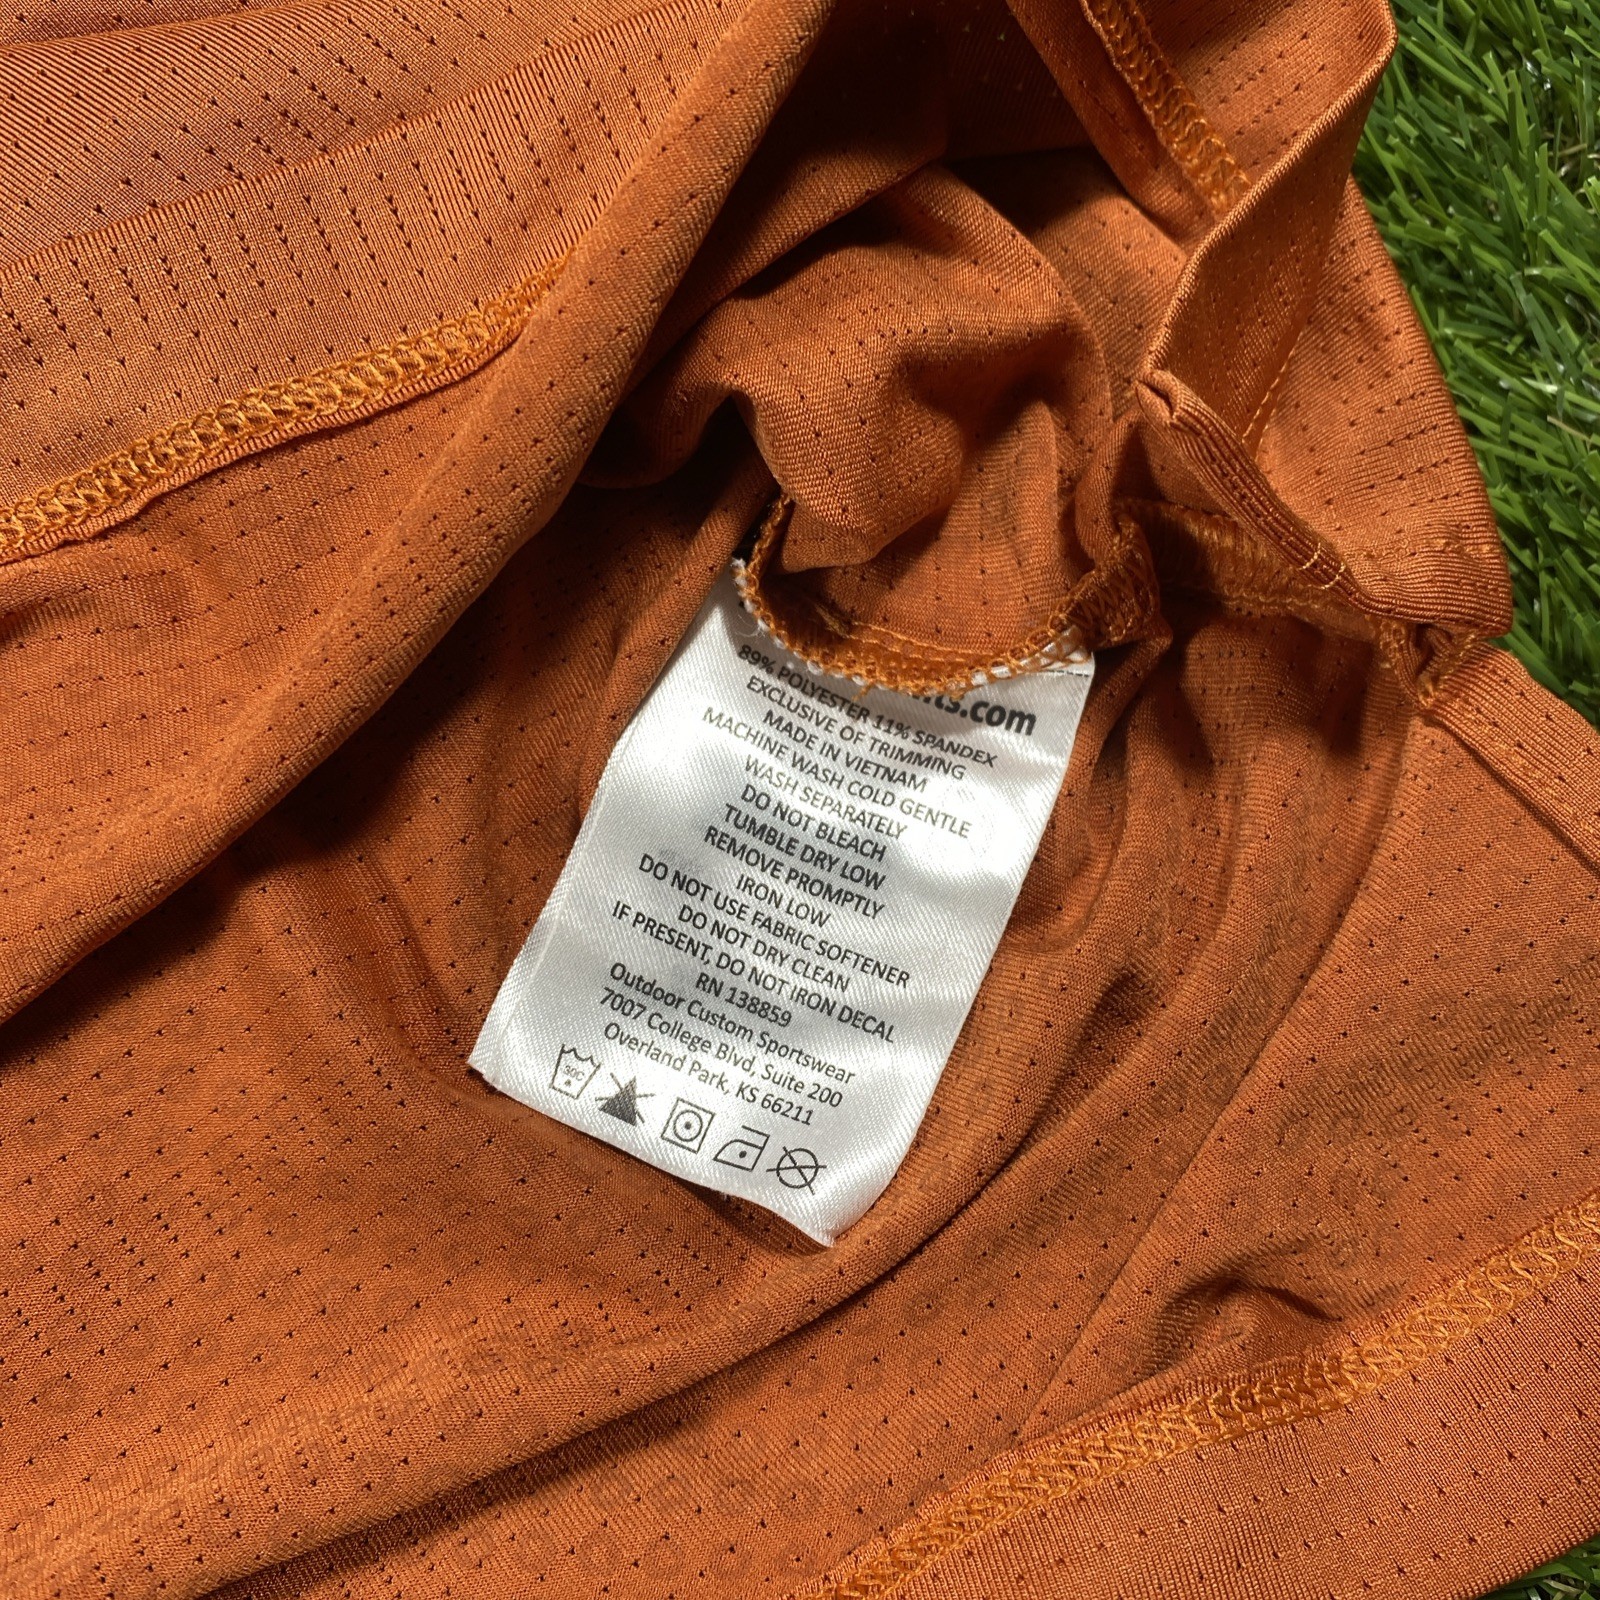 .com
89% POLYESTER 11% SPANDEX
EXCLUSIVE OF TRIMMING
MADE IN VIETNAM
MACHINE WASH COLD GENTLE
WASH SEPARATELY
DO NOT BLEACH
TUMBLE DRY LOW
REMOVE PROMPTLY
IRON LOW
DO NOT USE FABRIC SOFTENER
DO NOT DRY CLEAN
IF PRESENT, DO NOT IRON DECAL
RN 138859
Outdoor Custom Sportswear
7007 College Blvd, Suite 200
Overland Park, KS 66211
30C